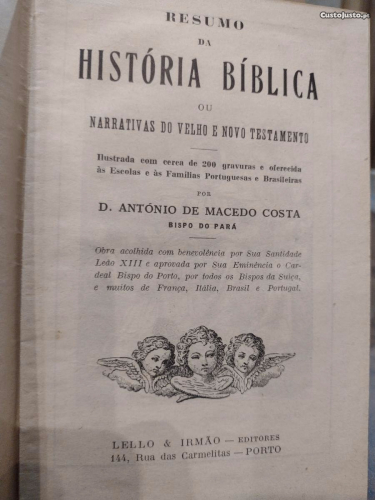 CustoJusto.pt
RESUMO
DA
HISTÓRIA BÍBLICA
OU
NARRATIVAS DO VELHO E NOVO TESTAMENTO
Ilustrada com cerca de 200 gravuras e oferecida
às Escolas e às Famílias Portuguesas e Brasileiras
POR
D. ANTÓNIO DE MACEDO COSTA
BISPO DO PARÁ
Obra acolhida com benevolência por Sua Santidade
Leão XIII e aprovada por Sua Eminência o Car-
deal Bispo do Porto, por todos os Bispos da Suíça,
e muitos de França, Itália, Brasil e Portugal.
LELLO & IRMÃO — EDITORES
144, Rua das Carmelitas — PORTO